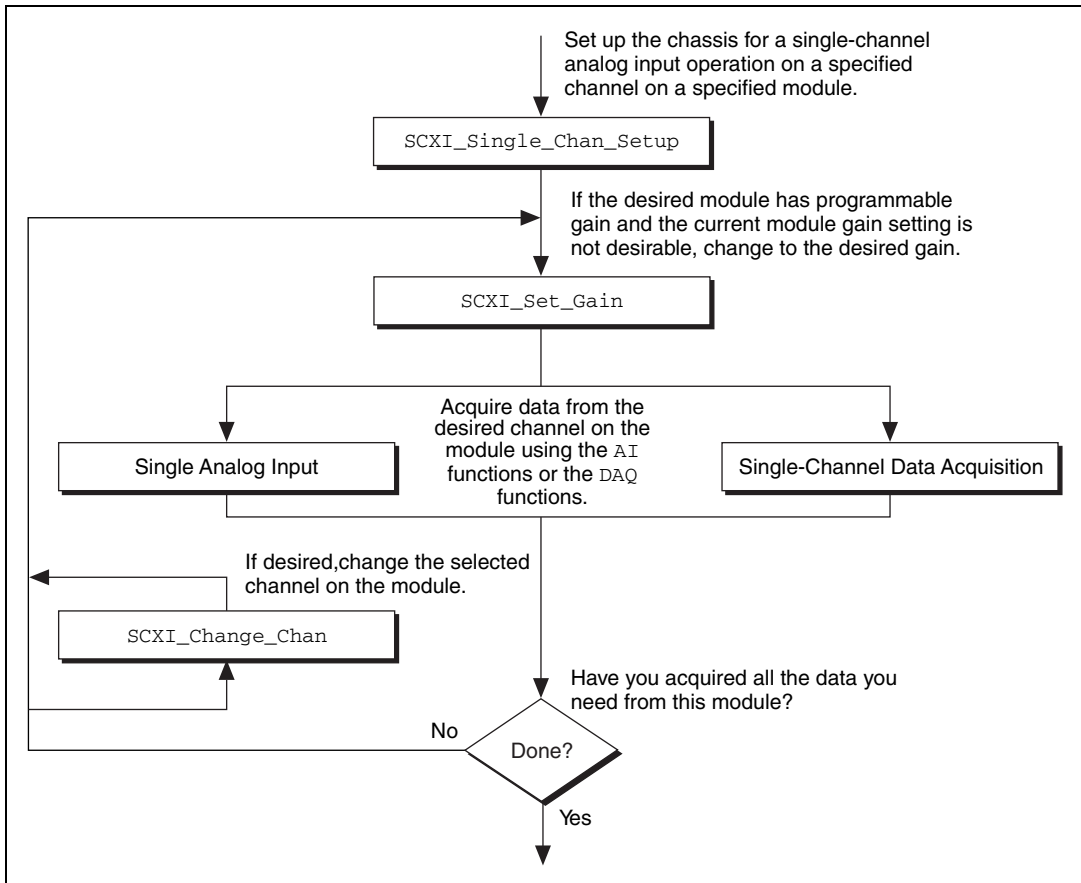 Set up the chassis for a single-channel
analog input operation on a specified
channel on a specified module.
SCXI_Single_Chan_Setup
If the desired module has programmable
gain and the current module gain setting is
not desirable, change to the desired gain.
SCXI_Set_Gain
Acquire data from the
desired channel on the
module using the AI
functions or the DAQ
functions.
Single Analog Input
Single-Channel Data Acquisition
If desired,change the selected
channel on the module.
SCXI_Change_Chan
Have you acquired all the data you
need from this module?
No
Done?
Yes